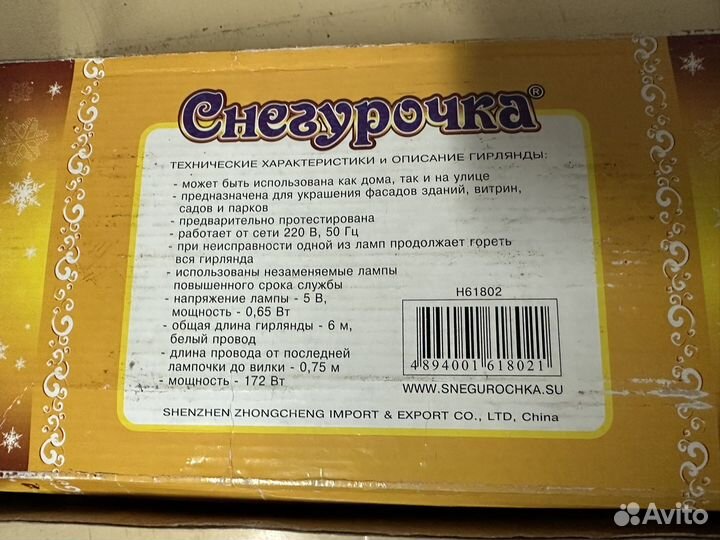 Снегурочка®
ТЕХНИЧЕСКИЕ ХАРАКТЕРИСТИКИ и ОПИСАНИЕ ГИРЛЯНДЫ:
- может быть использована как дома, так и на улице
- предназначена для украшения фасадов зданий, витрин,
садов и парков
- предварительно протестирована
- работает от сети 220 В, 50 Гц
- при неисправности одной из ламп продолжает гореть
вся гирлянда
- использованы незаменяемые лампы
повышенного срока службы
- напряжение лампы - 5 В,
мощность - 0,65 Вт
- общая длина гирлянды - 6 м,
белый провод
- длина провода от последней
лампочки до вилки - 0,75 м
- мощность - 172 Вт
H61802
4 894001 618021
WWW.SNEGUROCHKA.SU
SHENZHEN ZHONGCHENG IMPORT & EXPORT CO., LTD, China
Avito